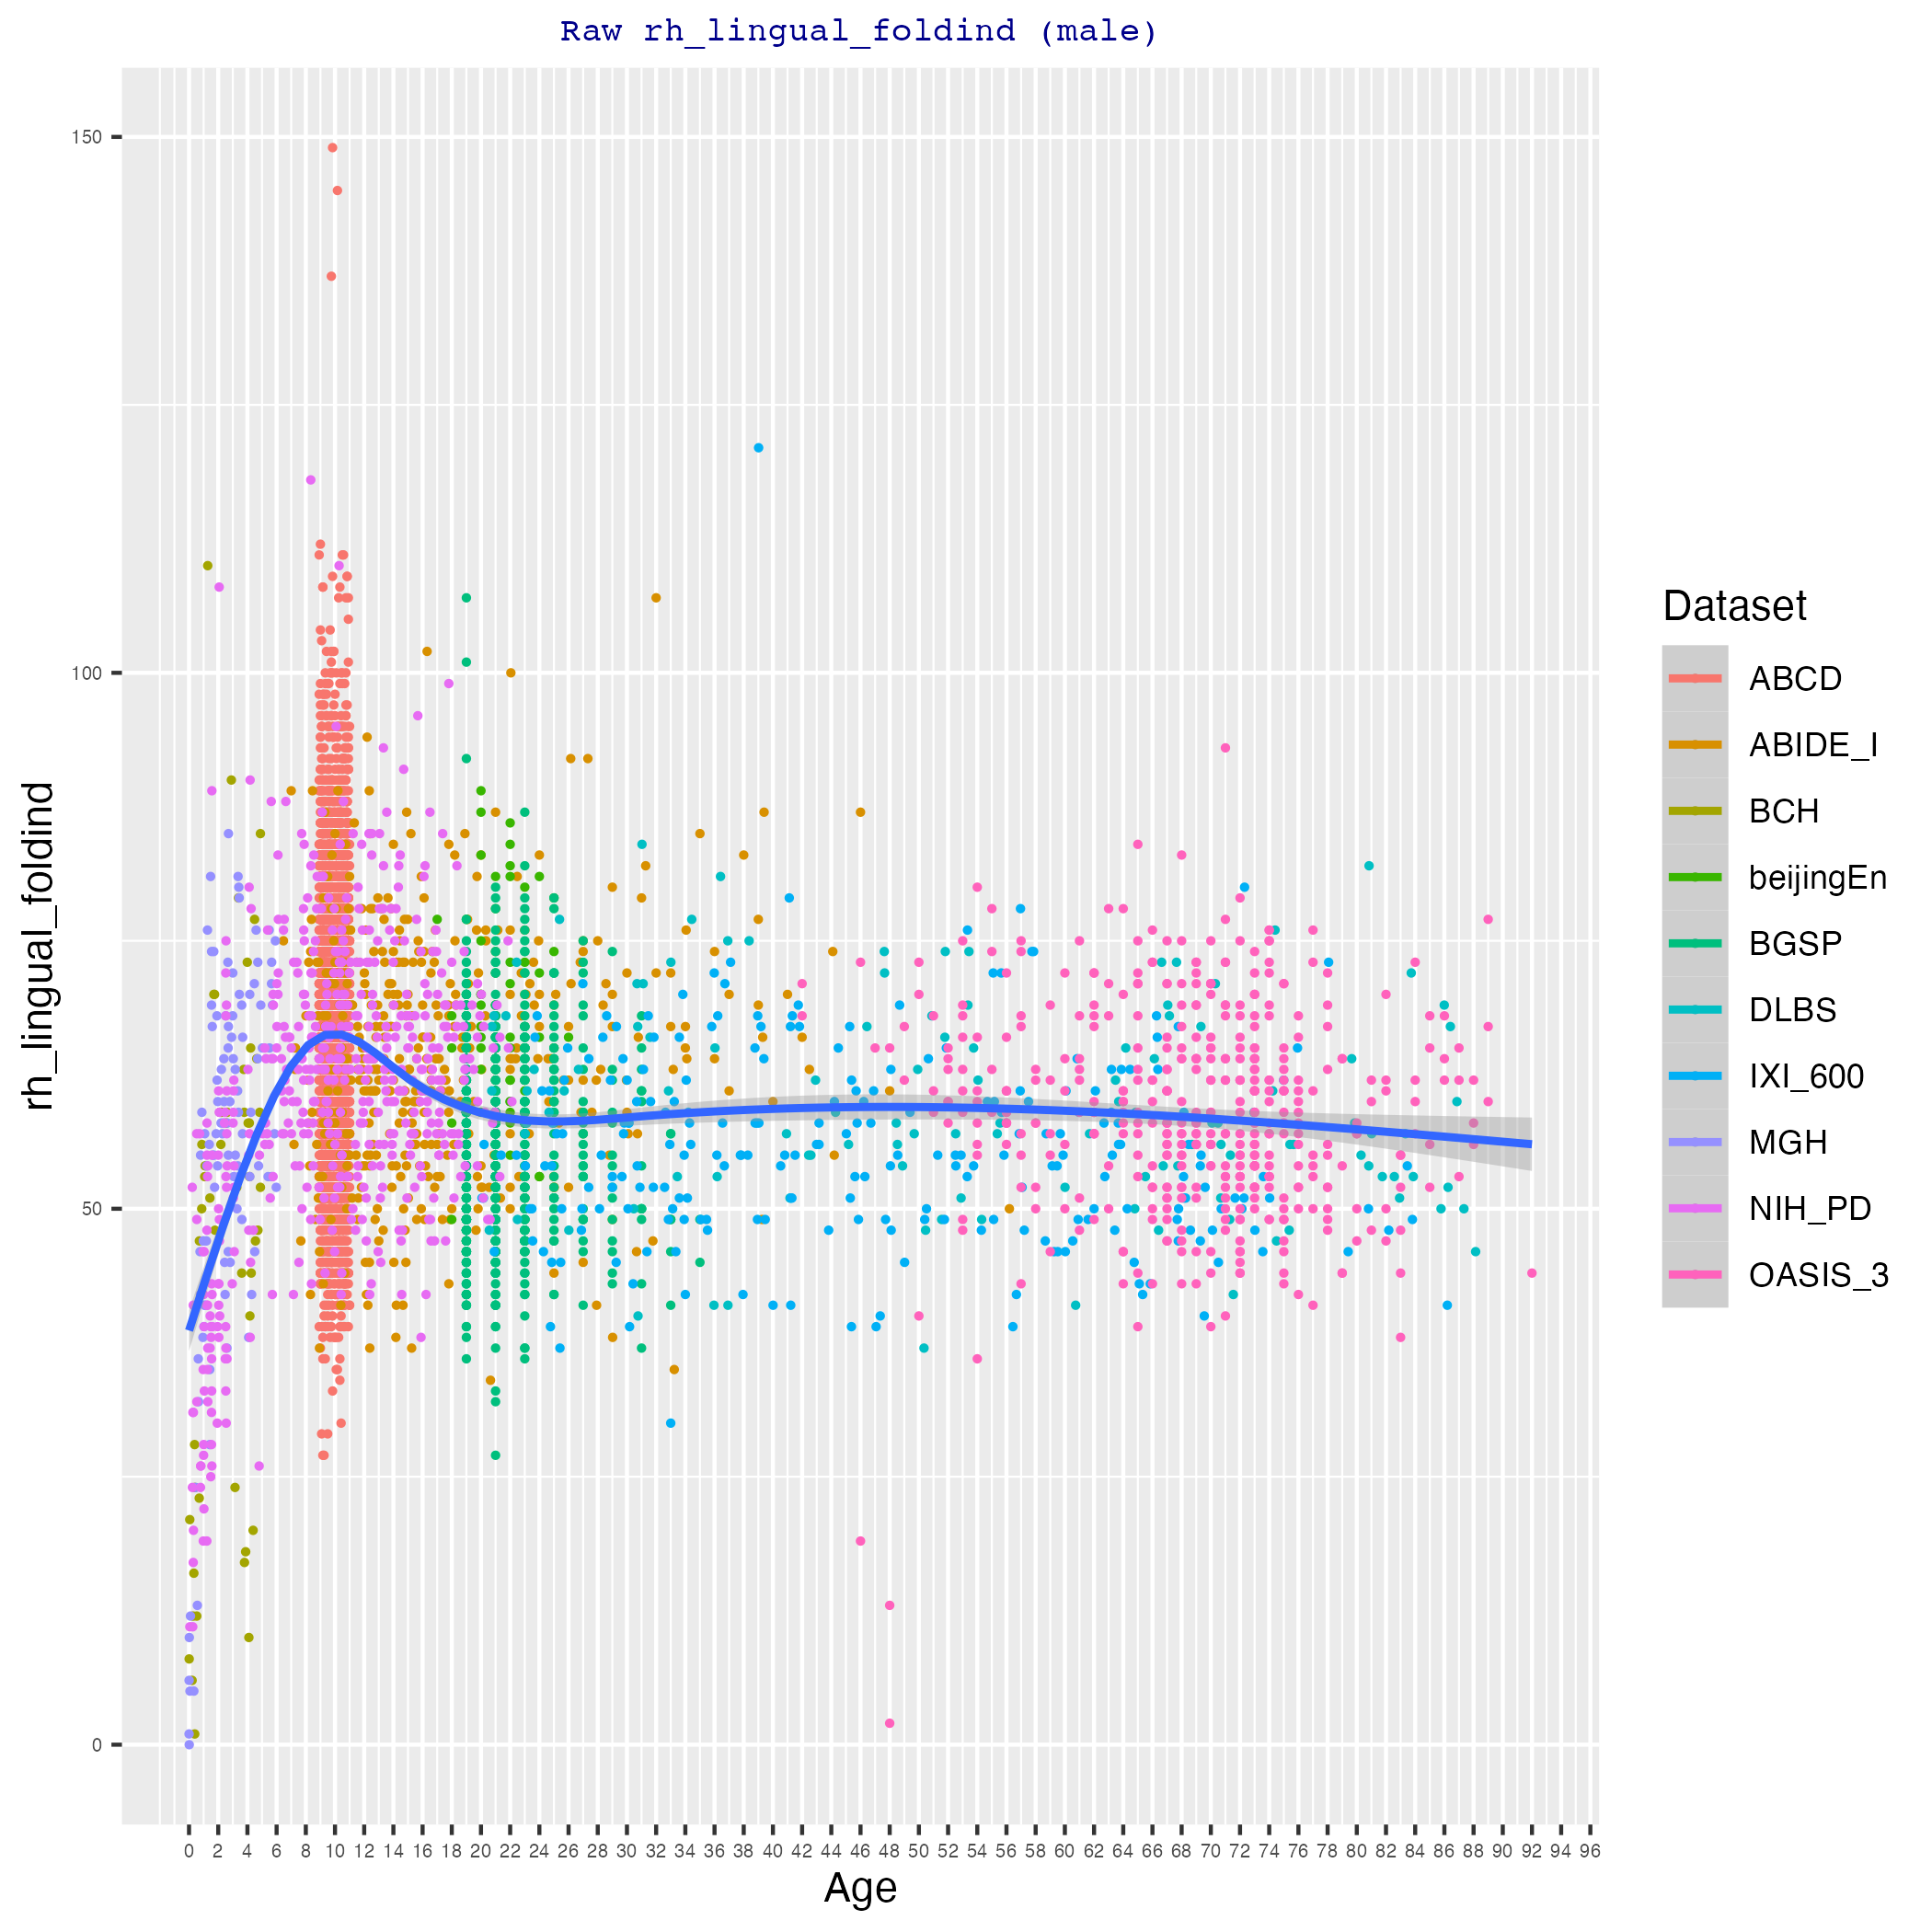 Raw rh_lingual_foldind (male)
150
100
50
0
rh_lingual_foldind
0 2 4 6 8 10 12 14 16 18 20 22 24 26 28 30 32 34 36 38 40 42 44 46 48 50 52 54 56 58 60 62 64 66 68 70 72 74 76 78 80 82 84 86 88 90 92 94 96
Age
Dataset
ABCD
ABIDE_I
BCH
beijingEn
BGSP
DLBS
IXI_600
MGH
NIH_PD
OASIS_3